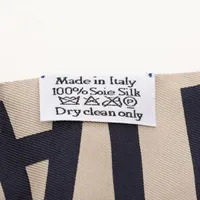 Made in Italy
100% Soie Silk
Dry clean only